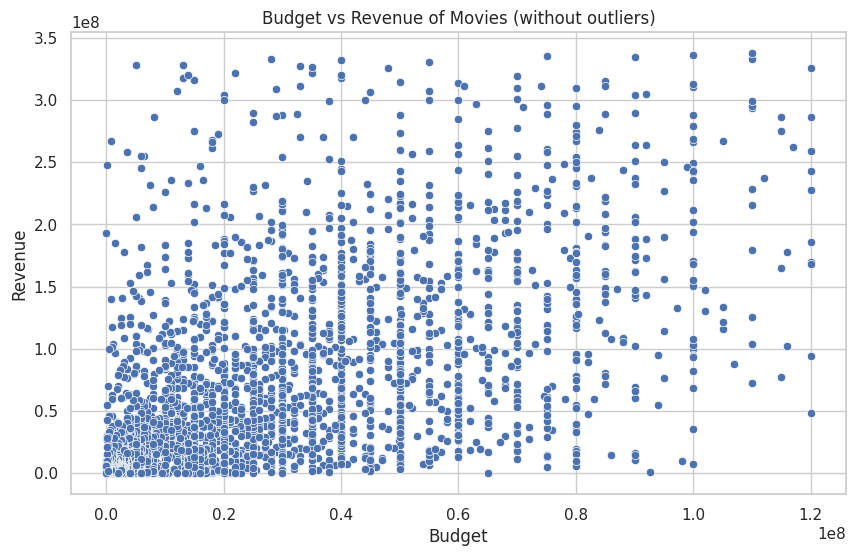 Budget vs Revenue of Movies (without outliers)
1e8
3.5
3.0
2.5
2.0
1.5
1.0
0.5
0.0
Revenue
0.0 0.2 0.4 0.6 0.8 1.0 1.2
1e8
Budget